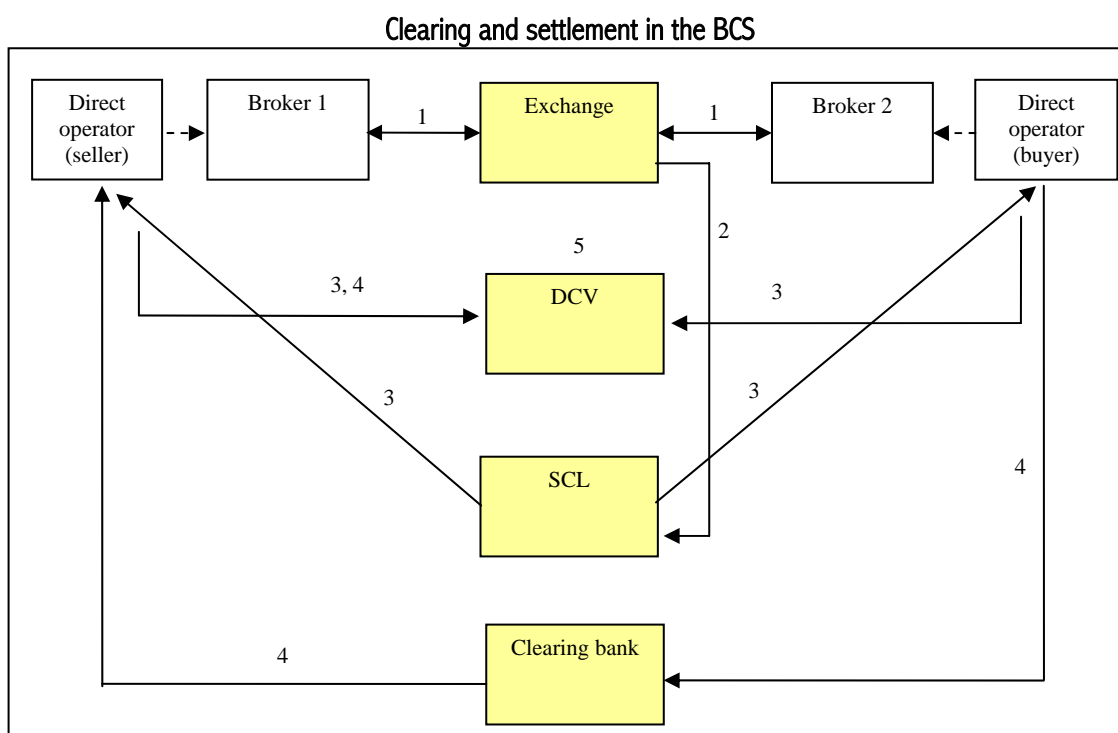 Clearing and settlement in the BCS
Direct
operator
(seller)
Broker 1
1
Exchange
1
Broker 2
Direct
operator
(buyer)
2
5
3, 4
DCV
3
3
3
SCL
4
Clearing bank
4